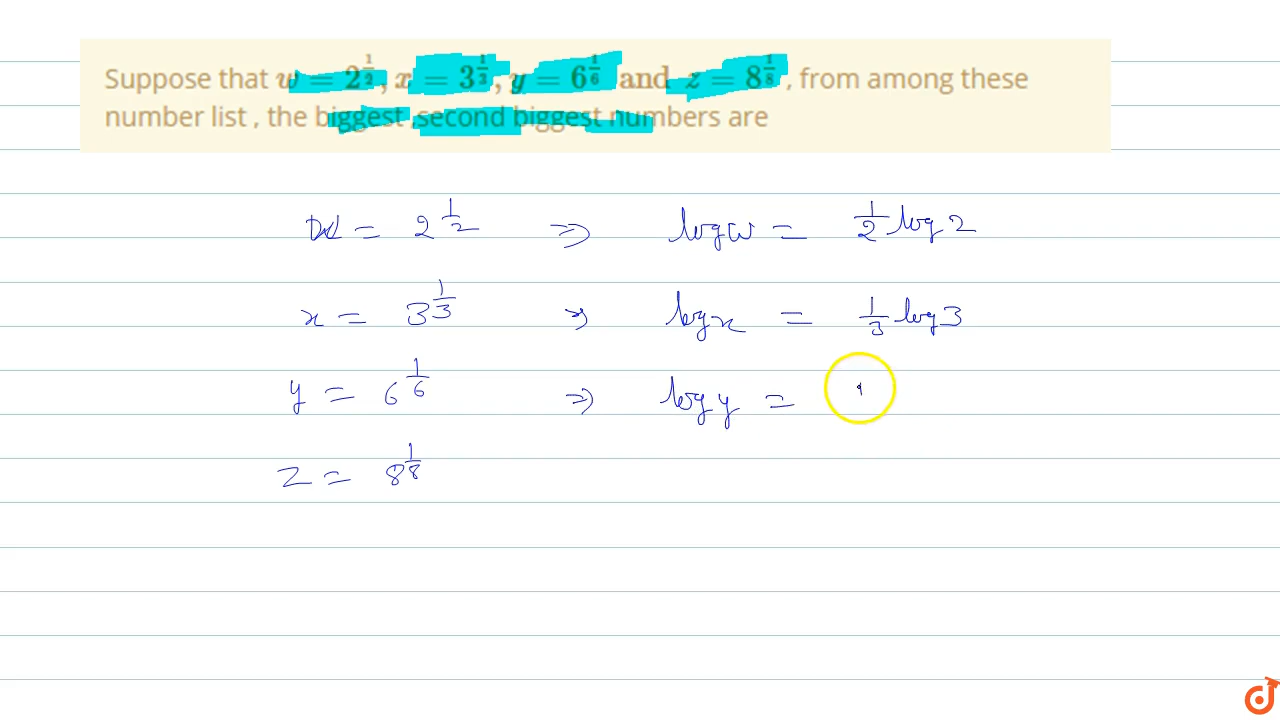 Suppose that w = 2^{1/2}, x = 3^{1/3}, y = 6^{1/6} and z = 8^{1/8}, from among these
number list , the biggest ,second biggest numbers are
w = 2^{1/2} ⇒ log w = 1/2 log 2
x = 3^{1/3} ⇒ log x = 1/3 log 3
y = 6^{1/6} ⇒ log y =
z = 8^{1/8}